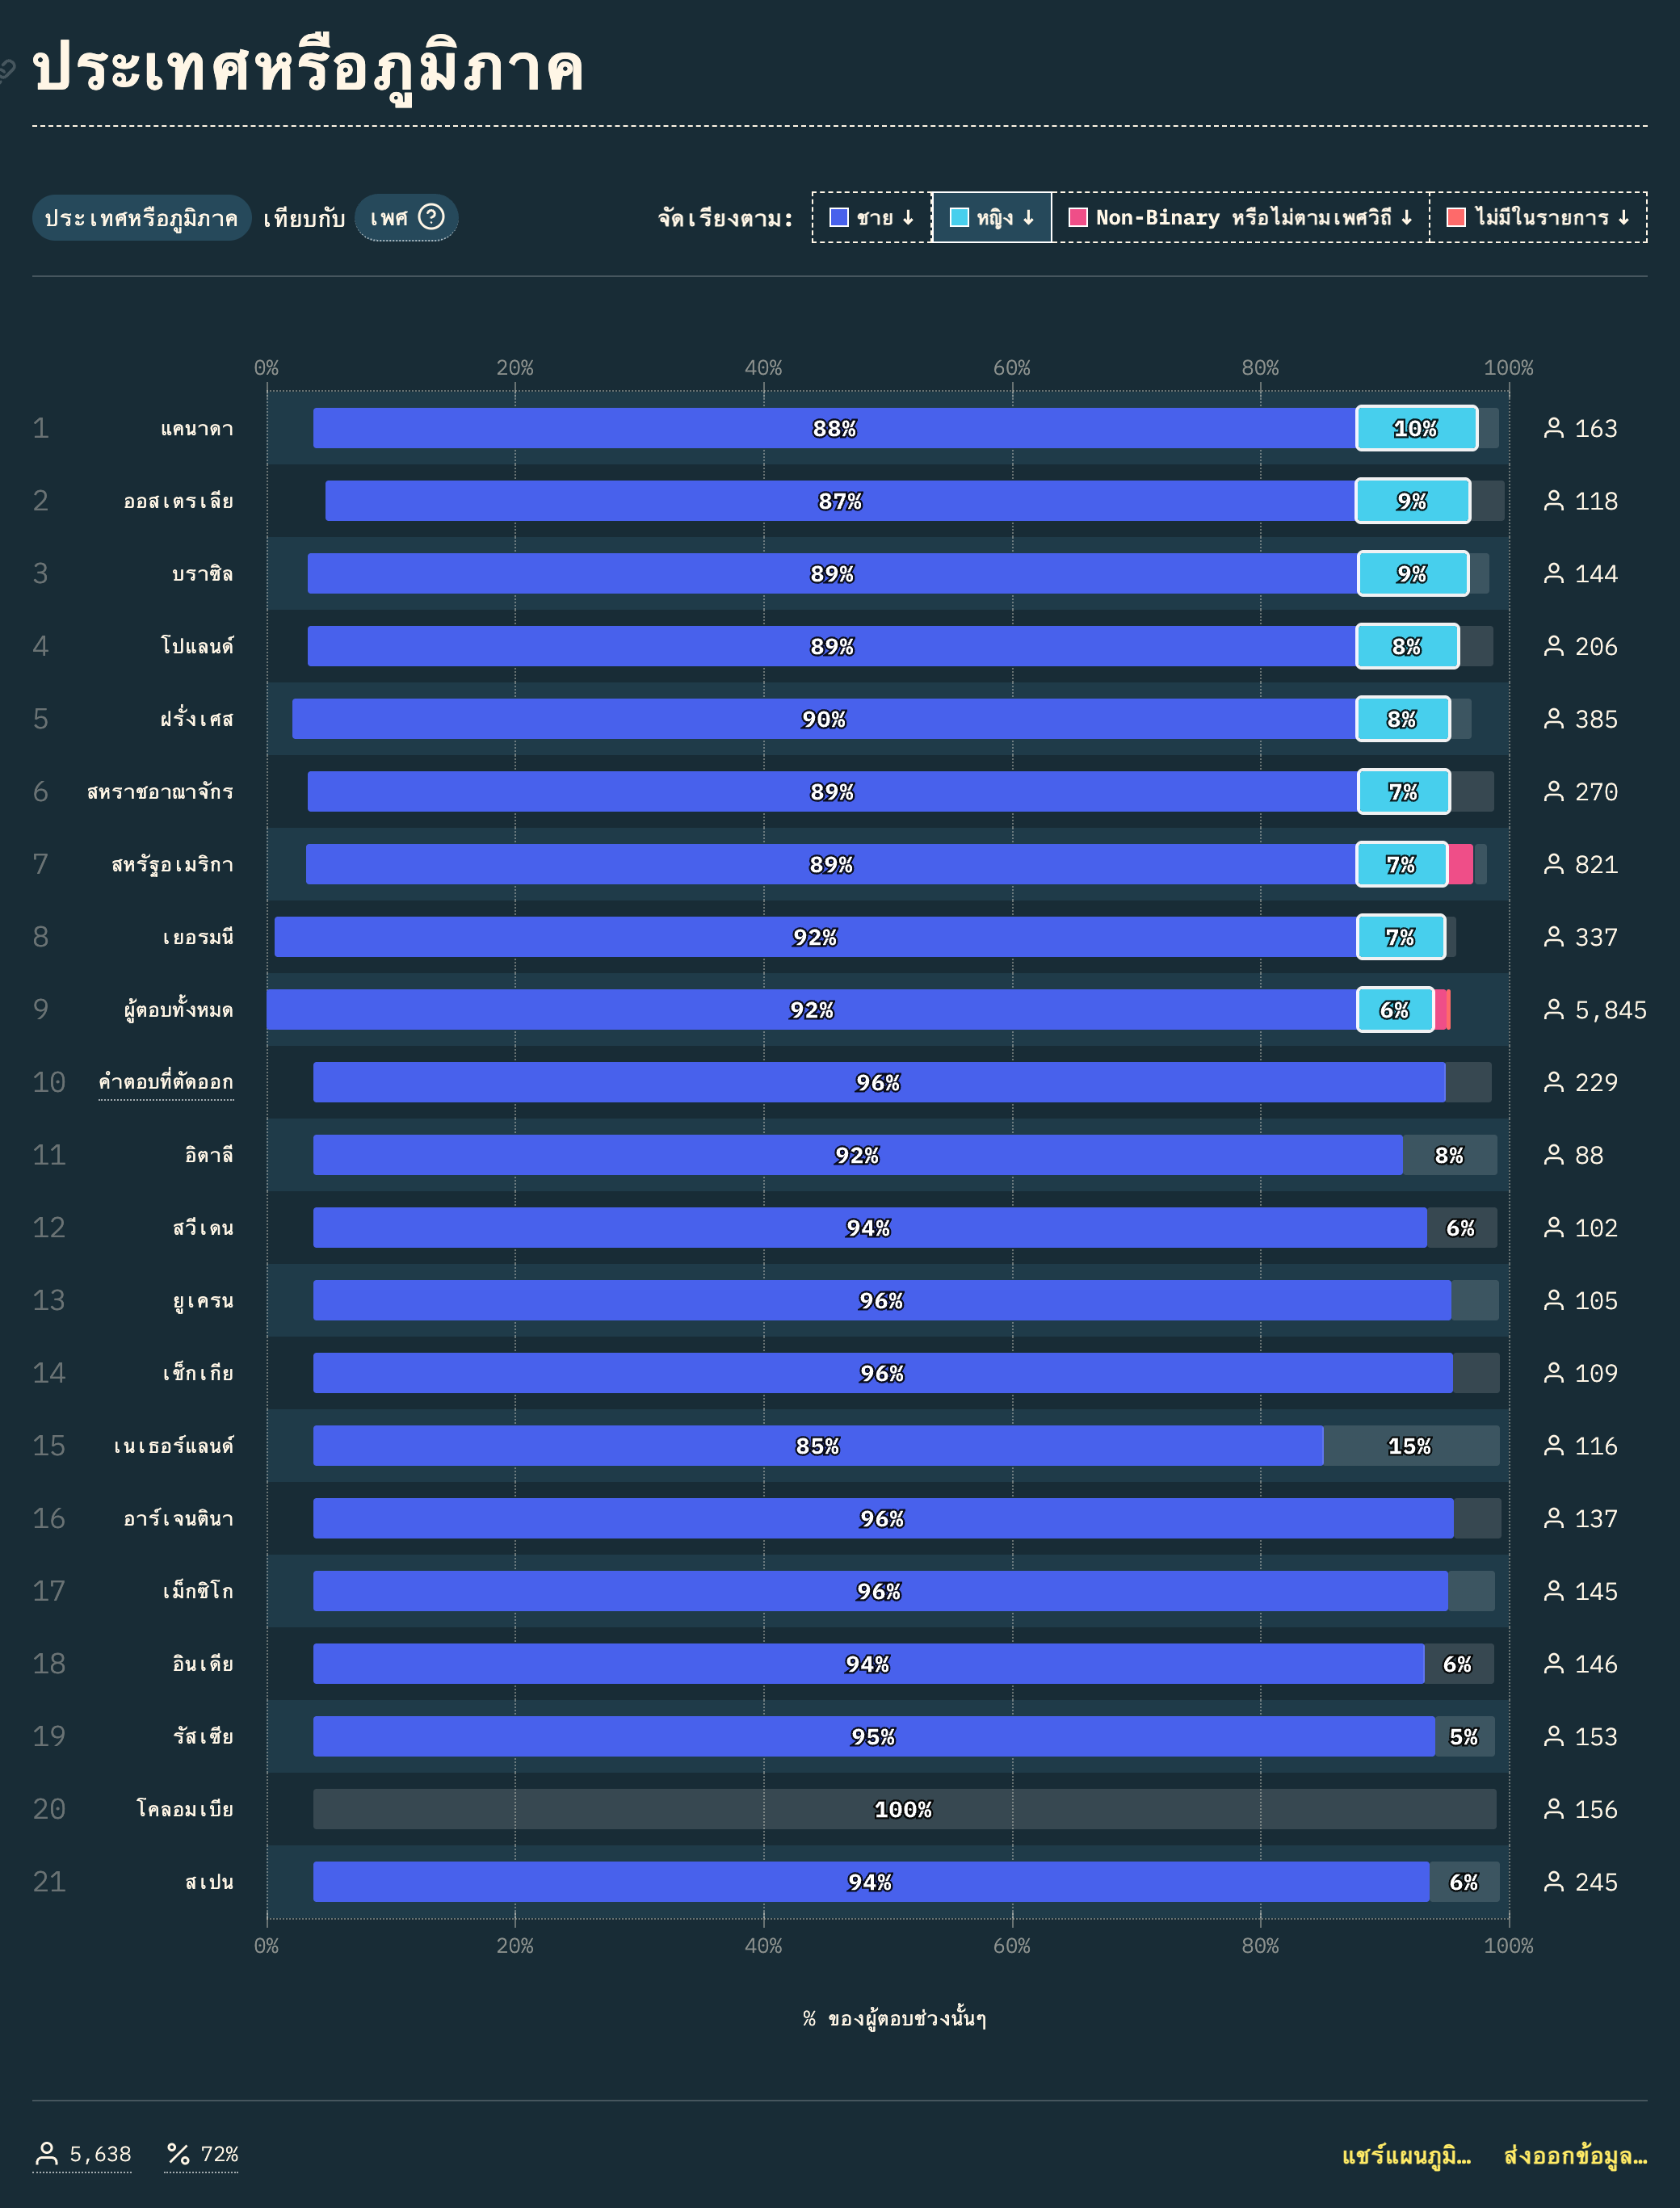 ประเทศหรือภูมิภาค
ประเทศหรือภูมิภาค เทียบกับ เพศ ? จัดเรียงตาม: ชาย ↓ หญิง ↓ Non-Binary หรือไม่ตามเพศวิถี ↓ ไม่มีในรายการ ↓
0% 20% 40% 60% 80% 100%
1 แคนาดา 88% 10% 163
2 ออสเตรเลีย 87% 9% 118
3 บราซิล 89% 9% 144
4 โปแลนด์ 89% 8% 206
5 ฝรั่งเศส 90% 8% 385
6 สหราชอาณาจักร 89% 7% 270
7 สหรัฐอเมริกา 89% 7% 821
8 เยอรมนี 92% 7% 337
9 ผู้ตอบทั้งหมด 92% 6% 5,845
10 คำตอบที่ตัดออก 96% 229
11 อิตาลี 92% 8% 88
12 สวีเดน 94% 6% 102
13 ยูเครน 96% 105
14 เช็กเกีย 96% 109
15 เนเธอร์แลนด์ 85% 15% 116
16 อาร์เจนตินา 96% 137
17 เม็กซิโก 96% 145
18 อินเดีย 94% 6% 146
19 รัสเซีย 95% 5% 153
20 โคลอมเบีย 100% 156
21 สเปน 94% 6% 245
0% 20% 40% 60% 80% 100%
% ของผู้ตอบช่วงนั้นๆ
5,638 % 72% แชร์แผนภูมิ… ส่งออกข้อมูล…